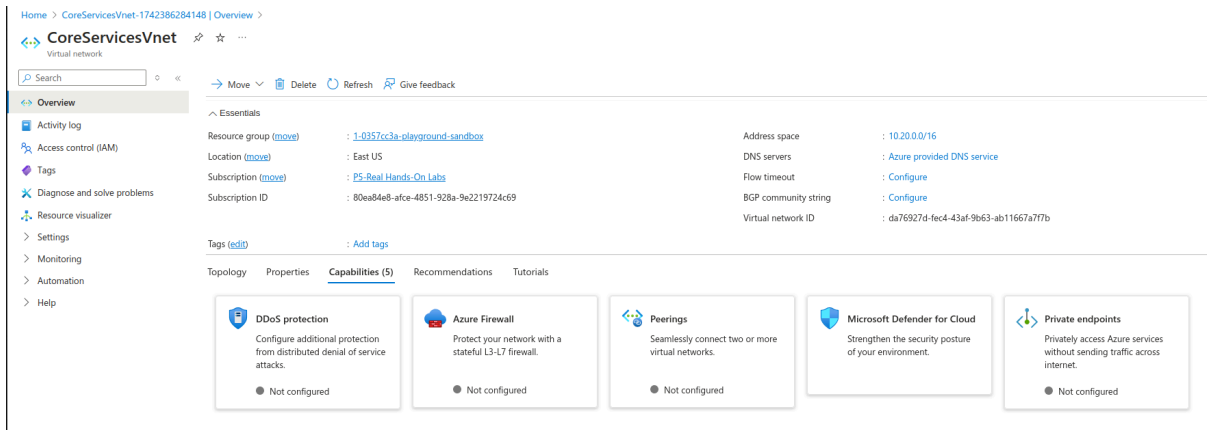 Home > CoreServicesVnet-1742386284148 | Overview >
CoreServicesVnet
Virtual network
Search
Overview
Activity log
Access control (IAM)
Tags
Diagnose and solve problems
Resource visualizer
Settings
Monitoring
Automation
Help
Move Delete Refresh Give feedback
Essentials
Resource group (move) : 1-0357cc3a-playground-sandbox
Location (move) : East US
Subscription (move) : P5-Real Hands-On Labs
Subscription ID : 80ea84e8-afce-4851-928a-9e2219724c69
Address space : 10.20.0.0/16
DNS servers : Azure provided DNS service
Flow timeout : Configure
BGP community string : Configure
Virtual network ID : da76927d-fec4-43af-9b63-ab11667a7f7b
Tags (edit) : Add tags
Topology Properties Capabilities (5) Recommendations Tutorials
DDoS protection
Configure additional protection
from distributed denial of service
attacks.
Not configured
Azure Firewall
Protect your network with a
stateful L3-L7 firewall.
Not configured
Peerings
Seamlessly connect two or more
virtual networks.
Not configured
Microsoft Defender for Cloud
Strengthen the security posture
of your environment.
Private endpoints
Privately access Azure services
without sending traffic across
internet.
Not configured